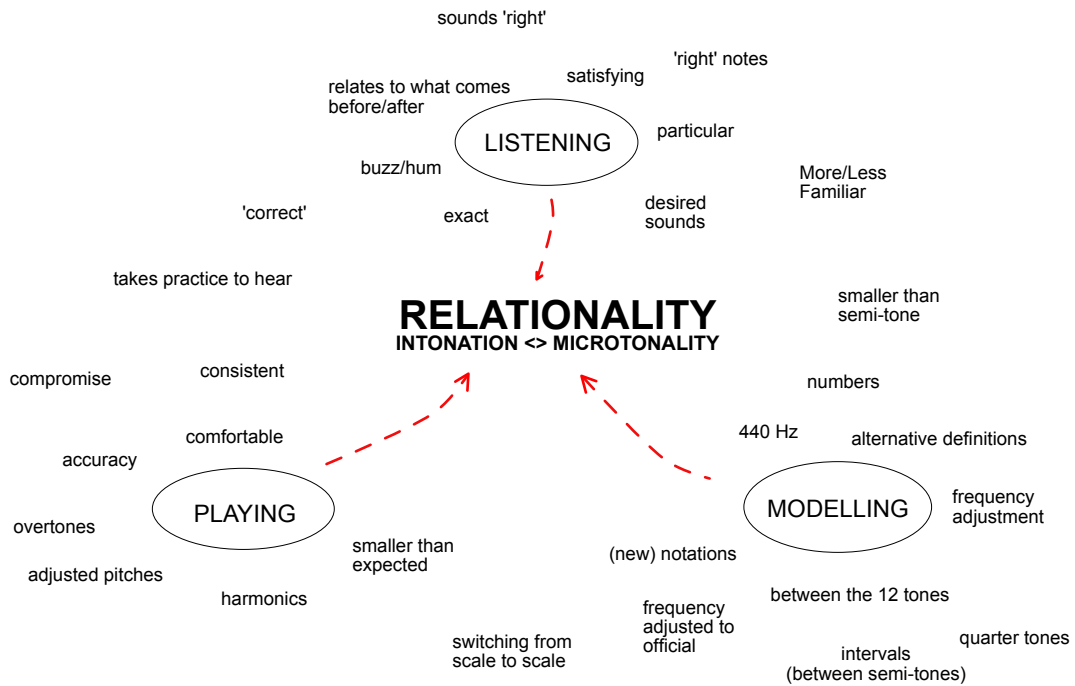 sounds 'right'
'right' notes
satisfying
relates to what comes
before/after
LISTENING
particular
buzz/hum
More/Less
Familiar
desired
sounds
'correct'
exact
takes practice to hear
smaller than
semi-tone
RELATIONALITY
INTONATION <> MICROTONALITY
compromise
consistent
numbers
comfortable
440 Hz
alternative definitions
accuracy
PLAYING
MODELLING
frequency
adjustment
overtones
smaller than
expected
(new) notations
adjusted pitches
harmonics
between the 12 tones
frequency
adjusted to
official
switching from
scale to scale
quarter tones
intervals
(between semi-tones)